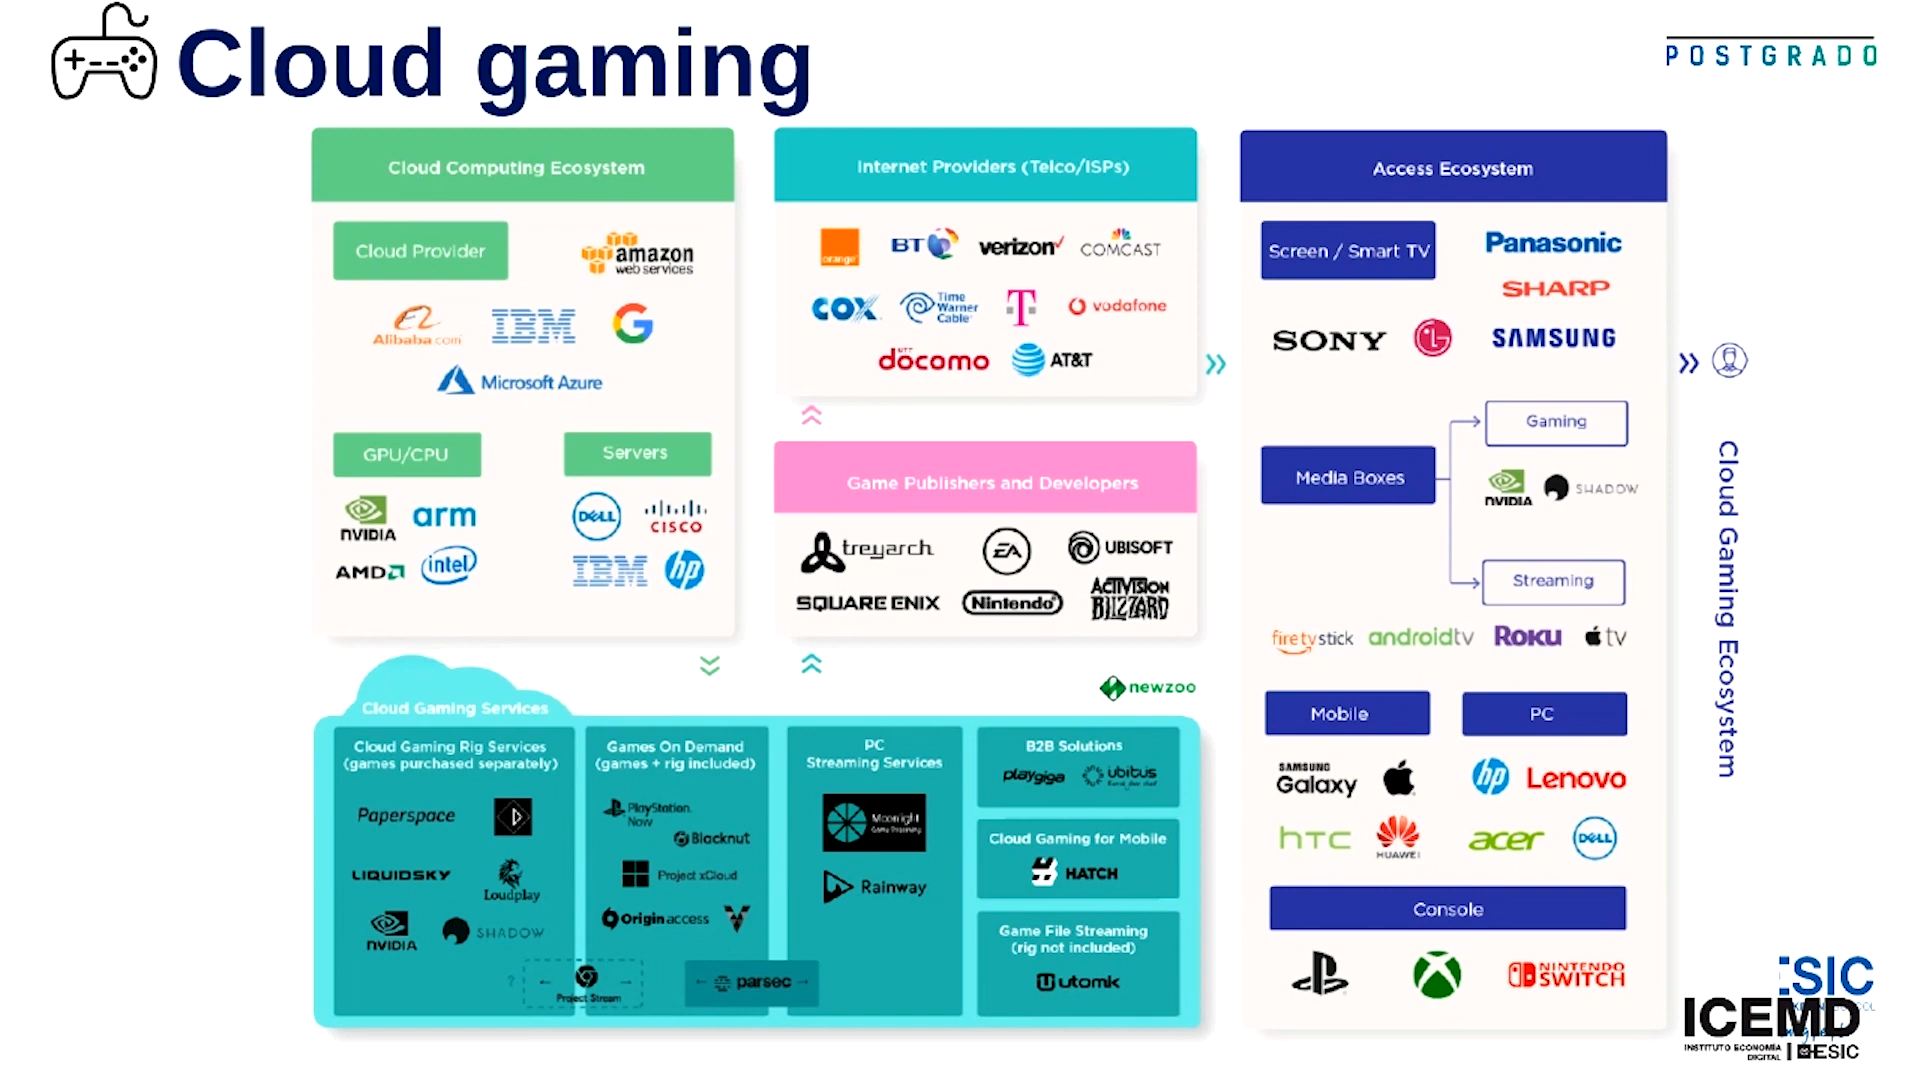 Cloud gaming
POSTGRADO
Cloud Computing Ecosystem
Cloud Provider
amazon
web services
Alibaba.com
IBM
G
Microsoft Azure
GPU/CPU
NVIDIA
arm
AMD
intel
Servers
DELL
CISCO
IBM
hp
Internet Providers (Telco/ISPs)
orange
BT
verizon
COMCAST
COX
Time
Warner
Cable
T
vodafone
NTT
docomo
AT&T
Game Publishers and Developers
treyarch
EA
UBISOFT
SQUARE ENIX
Nintendo
ACTIVISION
BLIZZARD
newzoo
Cloud Gaming Services
Cloud Gaming Rig Services
(games purchased separately)
Paperspace
LIQUIDSKY
Loudplay
NVIDIA
SHADOW
Games On Demand
(games + rig included)
PlayStation.
Now
Blacknut
Project xCloud
Origin access
?
Project Stream
parsec
PC
Streaming Services
Moonlight
Game Streaming
Rainway
B2B Solutions
playgiga
ubitus
Cloud Gaming for Mobile
HATCH
Game File Streaming
(rig not included)
utomik
Access Ecosystem
Screen / Smart TV
Panasonic
SHARP
SONY
LG
SAMSUNG
Media Boxes
Gaming
NVIDIA
SHADOW
Streaming
fire tv stick
androidtv
ROKU
tv
Mobile
SAMSUNG
Galaxy
hTC
HUAWEI
PC
hp
Lenovo
acer
DELL
Console
NINTENDO
SWITCH
Cloud Gaming Ecosystem
ESIC
ICEMD
INSTITUTO ECONOMIA
DIGITAL
ESIC